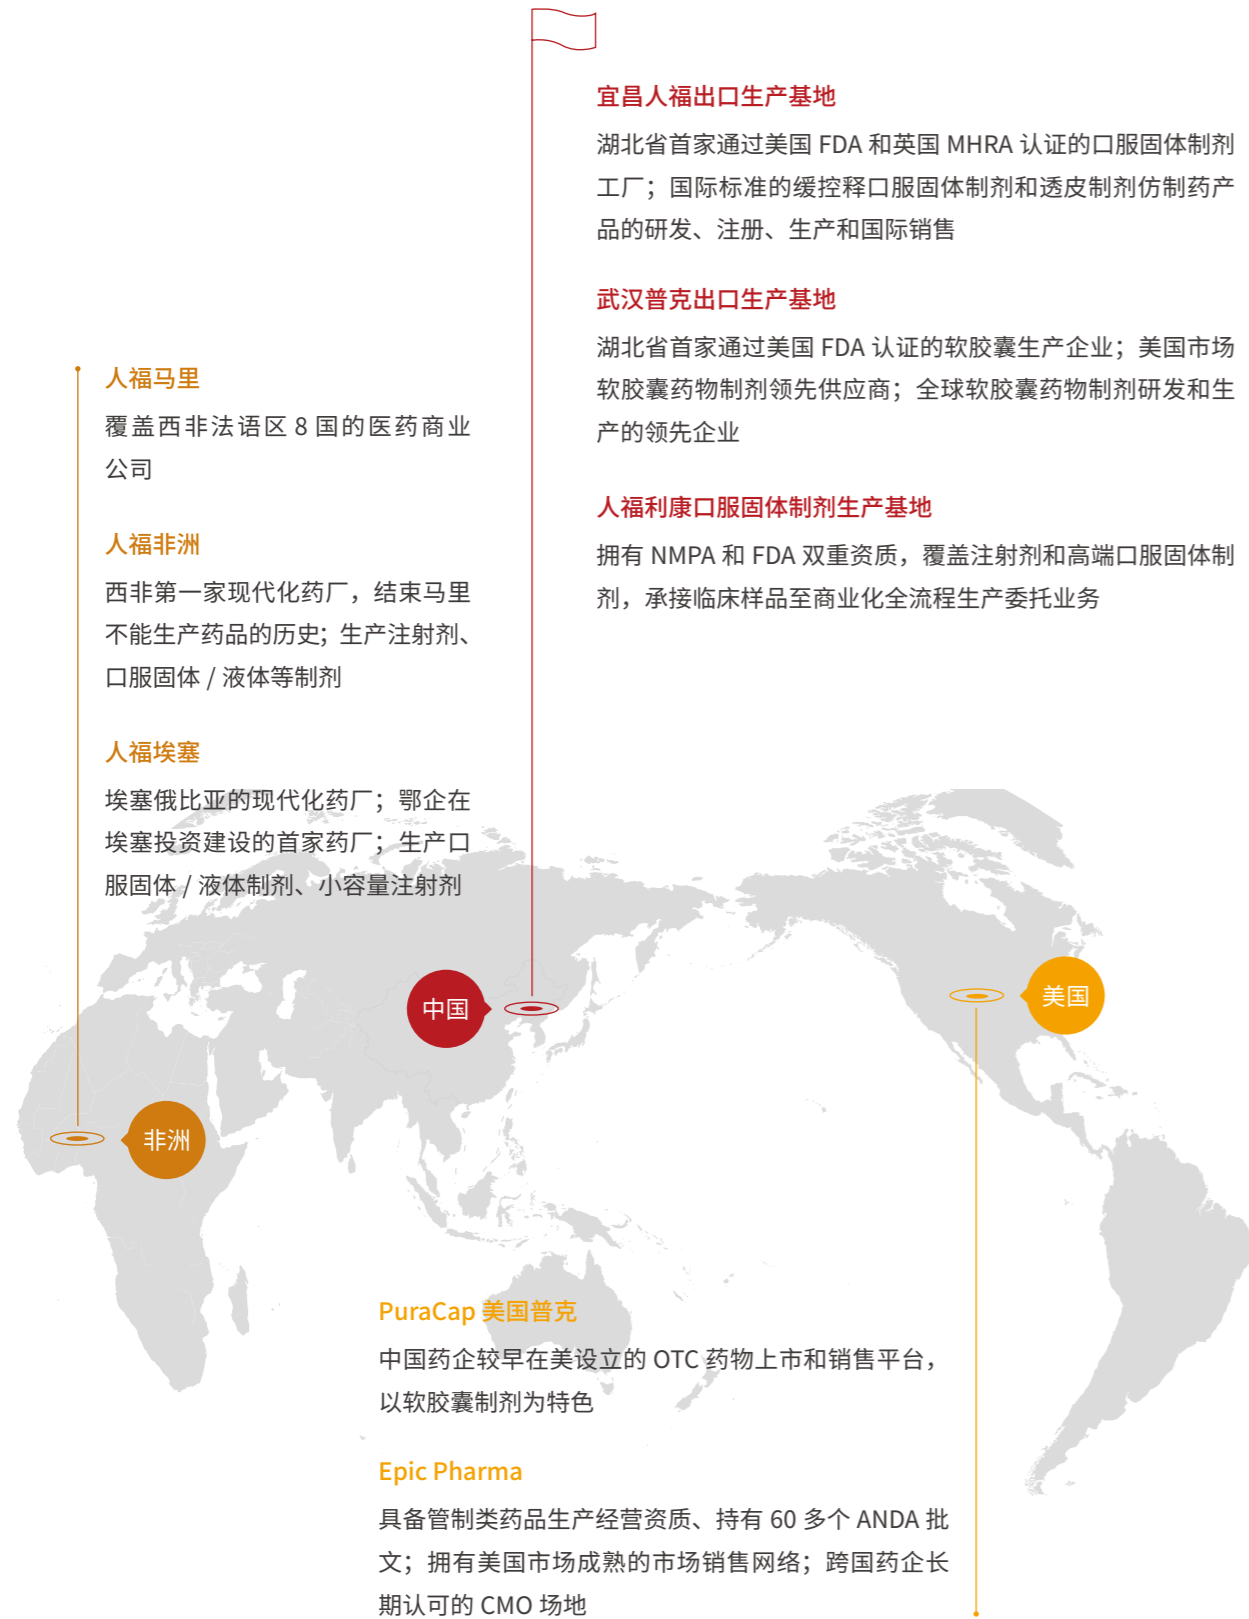 宜昌人福出口生产基地
湖北省首家通过美国 FDA 和英国 MHRA 认证的口服固体制剂
工厂；国际标准的缓控释口服固体制剂和透皮制剂仿制药产
品的研发、注册、生产和国际销售
武汉普克出口生产基地
湖北省首家通过美国 FDA 认证的软胶囊生产企业；美国市场
软胶囊药物制剂领先供应商；全球软胶囊药物制剂研发和生
产的领先企业
人福利康口服固体制剂生产基地
拥有 NMPA 和 FDA 双重资质，覆盖注射剂和高端口服固体制
剂，承接临床样品至商业化全流程生产委托业务
人福马里
覆盖西非法语区 8 国的医药商业
公司
人福非洲
西非第一家现代化药厂，结束马里
不能生产药品的历史；生产注射剂、
口服固体 / 液体等制剂
人福埃塞
埃塞俄比亚的现代化药厂；鄂企在
埃塞投资建设的首家药厂；生产口
服固体 / 液体制剂、小容量注射剂
中国
美国
非洲
PuraCap 美国普克
中国药企较早在美设立的 OTC 药物上市和销售平台，
以软胶囊制剂为特色
Epic Pharma
具备管制类药品生产经营资质、持有 60 多个 ANDA 批
文；拥有美国市场成熟的市场销售网络；跨国药企长
期认可的 CMO 场地